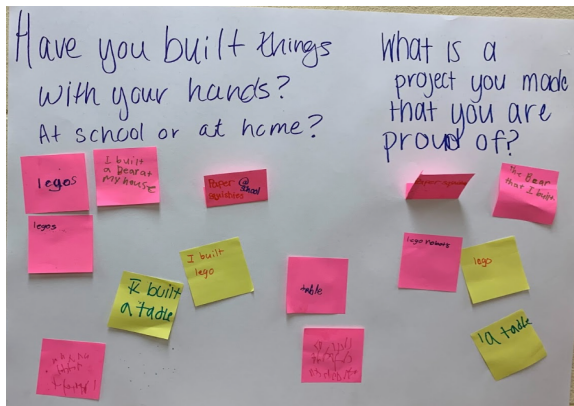 Have you built things
with your hands?
At school or at home?
What is a
project you made
that you are
proud of?
legos
I built
a Bear at
My house
Paper @
school
legos
I built
lego
I built
a table
table
the Bear
that I built
lego robots
lego
a table